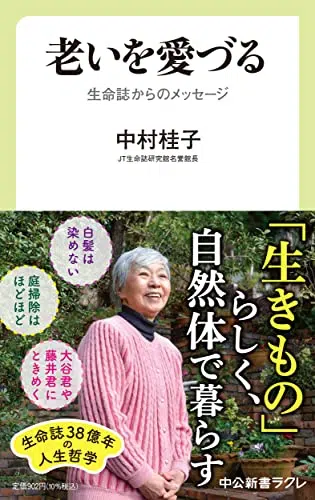 老いを愛づる
生命誌からのメッセージ
中村桂子
JT生命誌研究館名誉館長
「生きもの」
らしく、
自然体で暮らす
白髪は
染めない
庭掃除は
ほどほど
大谷君や
藤井君に
ときめく
生命誌38億年
の
人生哲学
定価902円(10%税込)
中公新書ラクレ